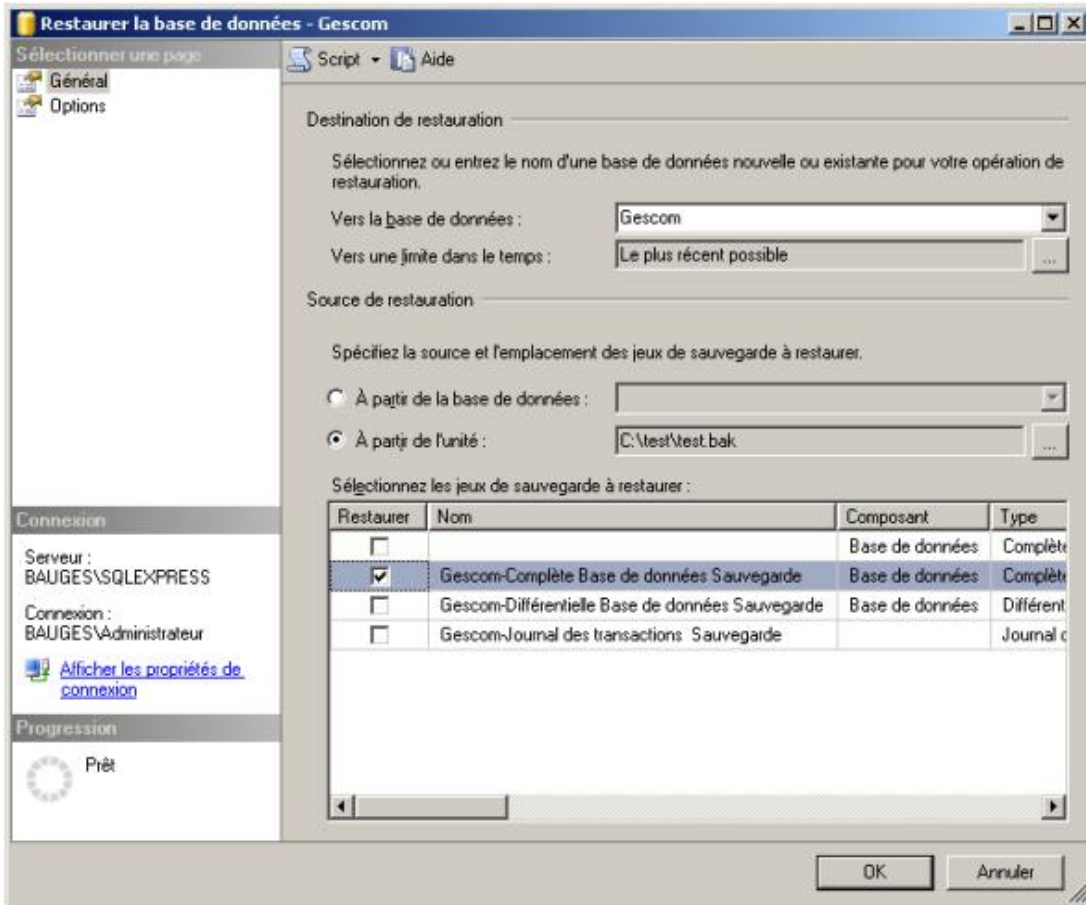 Restaurer la base de données - Gescom
Sélectionner une page
Général
Options
Script
Aide
Destination de restauration
Sélectionnez ou entrez le nom d'une base de données nouvelle ou existante pour votre opération de
restauration.
Vers la base de données :
Gescom
Vers une limite dans le temps :
Le plus récent possible
...
Source de restauration
Spécifiez la source et l'emplacement des jeux de sauvegarde à restaurer.
À partir de la base de données :
À partir de l'unité :
C:\test\test.bak
...
Sélectionnez les jeux de sauvegarde à restaurer :
Restaurer Nom Composant Type
Base de données Complète
Gescom-Complète Base de données Sauvegarde Base de données Complète
Gescom-Différentielle Base de données Sauvegarde Base de données Différent
Gescom-Journal des transactions Sauvegarde Journal d
Connexion
Serveur :
BAUGES\SQLEXPRESS
Connexion :
BAUGES\Administrateur
Afficher les propriétés de
connexion
Progression
Prêt
OK
Annuler